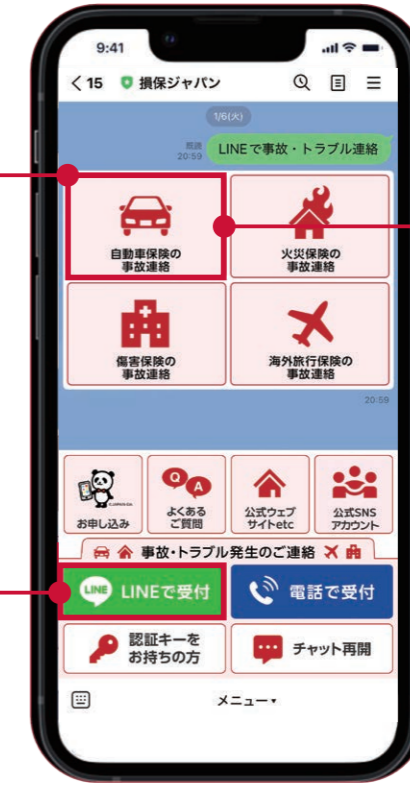 9:41
15 損保ジャパン
1/6(火)
既読
20:59
LINEで事故・トラブル連絡
自動車保険の
事故連絡
火災保険の
事故連絡
傷害保険の
事故連絡
海外旅行保険の
事故連絡
20:59
お申し込み
Q A
よくある
ご質問
公式ウェブ
サイトetc
公式SNS
アカウント
事故・トラブル発生のご連絡
LINE LINEで受付
電話で受付
認証キーを
お持ちの方
チャット再開
メニュー▾